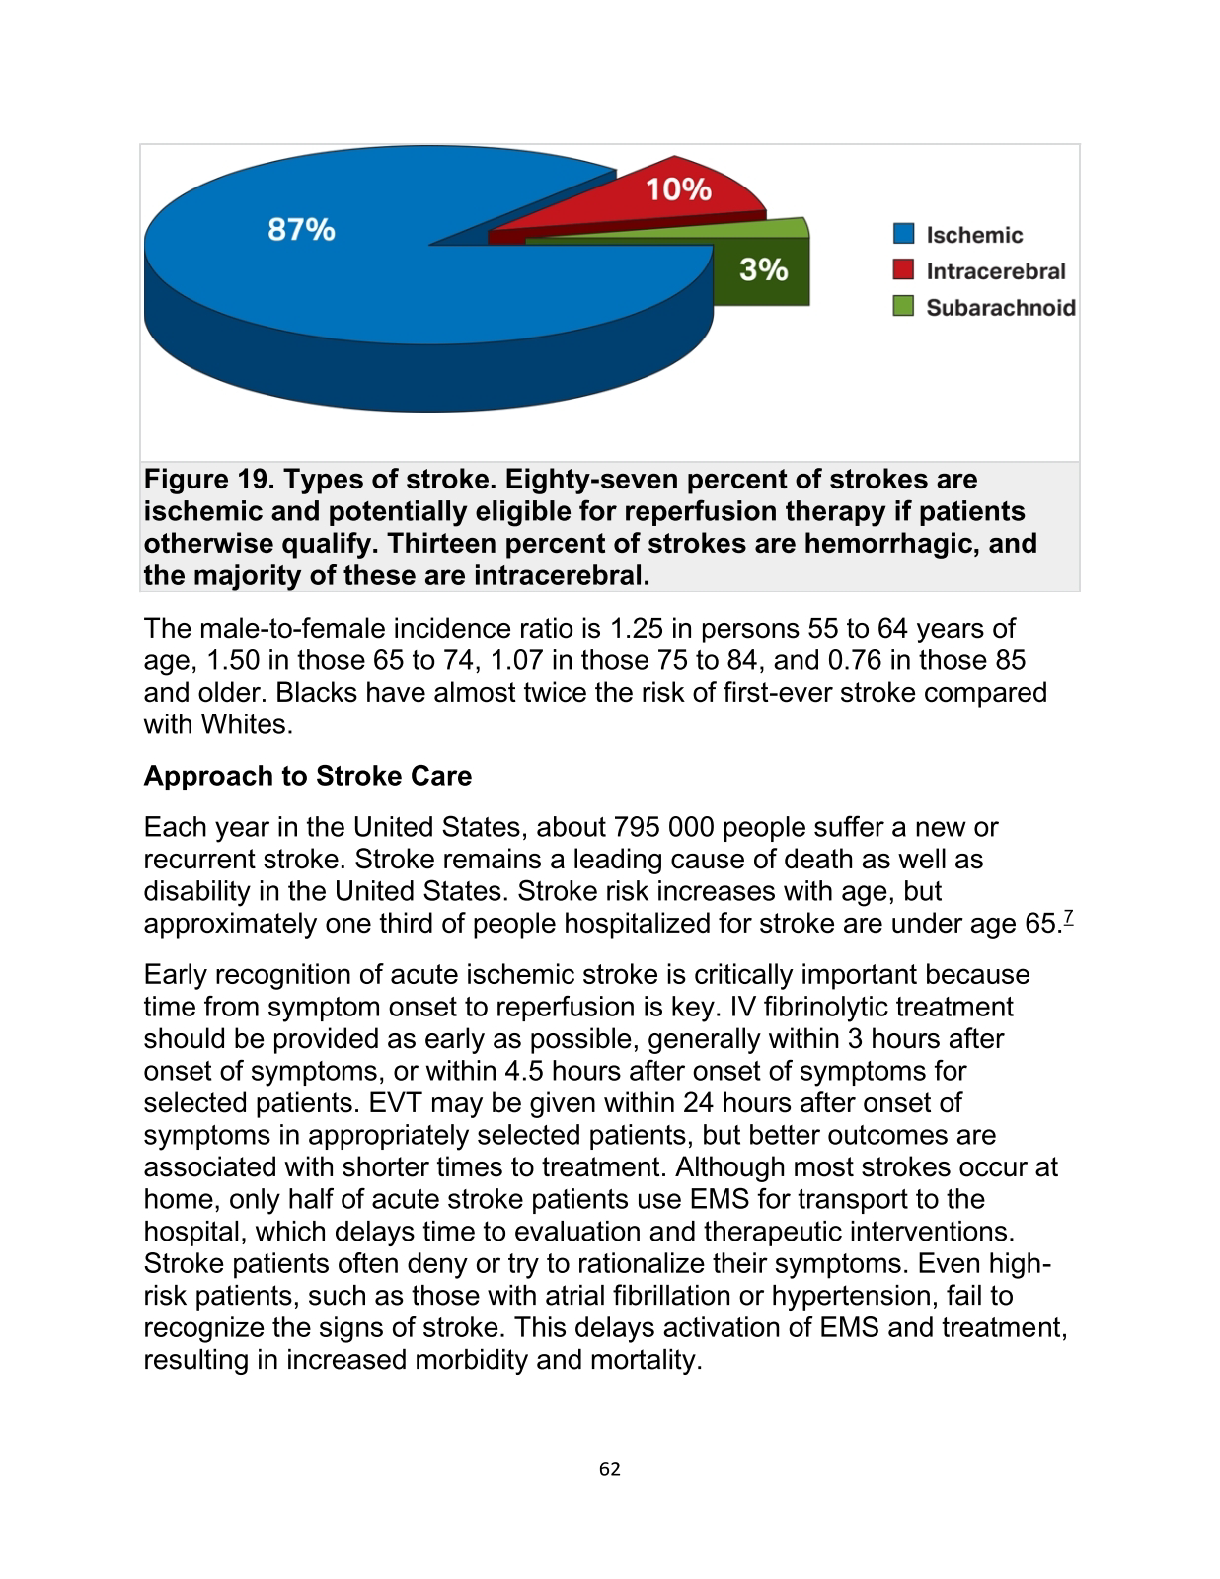 87%
10%
3%
Ischemic
Intracerebral
Subarachnoid
Figure 19. Types of stroke. Eighty-seven percent of strokes are
ischemic and potentially eligible for reperfusion therapy if patients
otherwise qualify. Thirteen percent of strokes are hemorrhagic, and
the majority of these are intracerebral.
The male-to-female incidence ratio is 1.25 in persons 55 to 64 years of
age, 1.50 in those 65 to 74, 1.07 in those 75 to 84, and 0.76 in those 85
and older. Blacks have almost twice the risk of first-ever stroke compared
with Whites.
Approach to Stroke Care
Each year in the United States, about 795 000 people suffer a new or
recurrent stroke. Stroke remains a leading cause of death as well as
disability in the United States. Stroke risk increases with age, but
approximately one third of people hospitalized for stroke are under age 65.7
Early recognition of acute ischemic stroke is critically important because
time from symptom onset to reperfusion is key. IV fibrinolytic treatment
should be provided as early as possible, generally within 3 hours after
onset of symptoms, or within 4.5 hours after onset of symptoms for
selected patients. EVT may be given within 24 hours after onset of
symptoms in appropriately selected patients, but better outcomes are
associated with shorter times to treatment. Although most strokes occur at
home, only half of acute stroke patients use EMS for transport to the
hospital, which delays time to evaluation and therapeutic interventions.
Stroke patients often deny or try to rationalize their symptoms. Even high-
risk patients, such as those with atrial fibrillation or hypertension, fail to
recognize the signs of stroke. This delays activation of EMS and treatment,
resulting in increased morbidity and mortality.
62